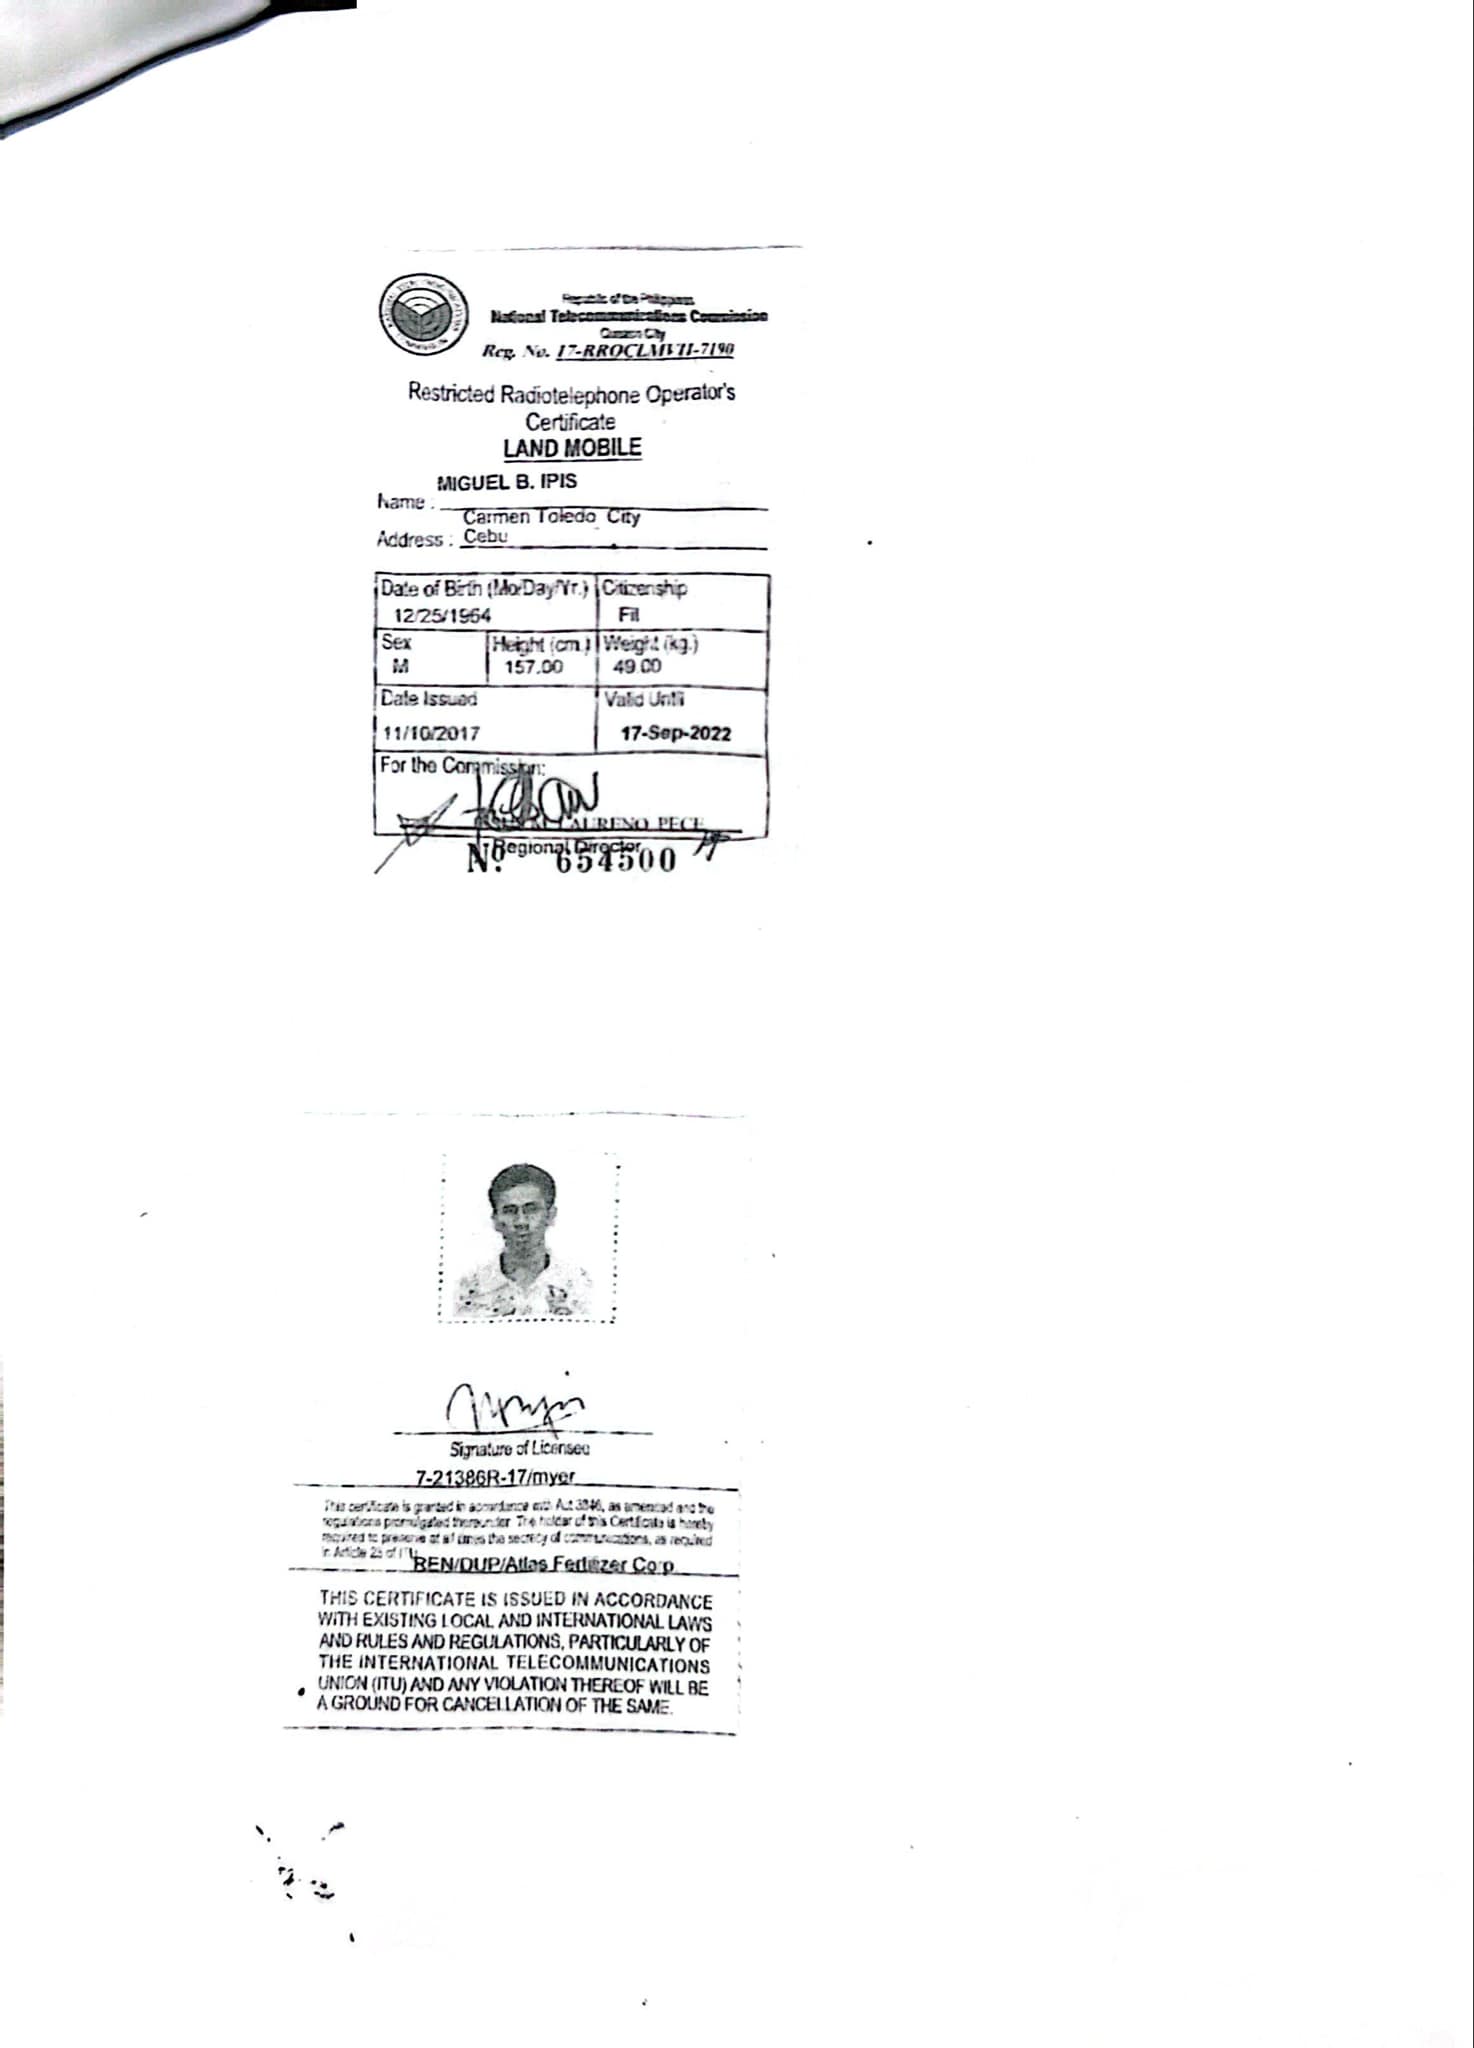 Republic of the Philippines
National Telecommunications Commission
Quezon City
Reg. No. 17-RROCLMVII-7190
Restricted Radiotelephone Operator's
Certificate
LAND MOBILE
MIGUEL B. IPIS
Name :
Carmen Toledo City
Address : Cebu
Date of Birth (Mo/Day/Yr.) Citizenship
12/25/1964 Fil
Sex Height (cm.) Weight (kg.)
M 157.00 49.00
Date Issued Valid Until
11/10/2017 17-Sep-2022
For the Commission:
LAURENO PECE
Regional Director
No. 654500
Signature of Licensee
7-21386R-17/myer
This certificate is granted in accordance with Act 3846, as amended and the
regulations promulgated thereunder. The holder of this Certificate is hereby
required to preserve at all times the secrecy of communications, as required
in Article 23 of ITU.
REN/DUP/Atlas Fertilizer Corp
THIS CERTIFICATE IS ISSUED IN ACCORDANCE
WITH EXISTING LOCAL AND INTERNATIONAL LAWS
AND RULES AND REGULATIONS, PARTICULARLY OF
THE INTERNATIONAL TELECOMMUNICATIONS
UNION (ITU) AND ANY VIOLATION THEREOF WILL BE
A GROUND FOR CANCELLATION OF THE SAME.